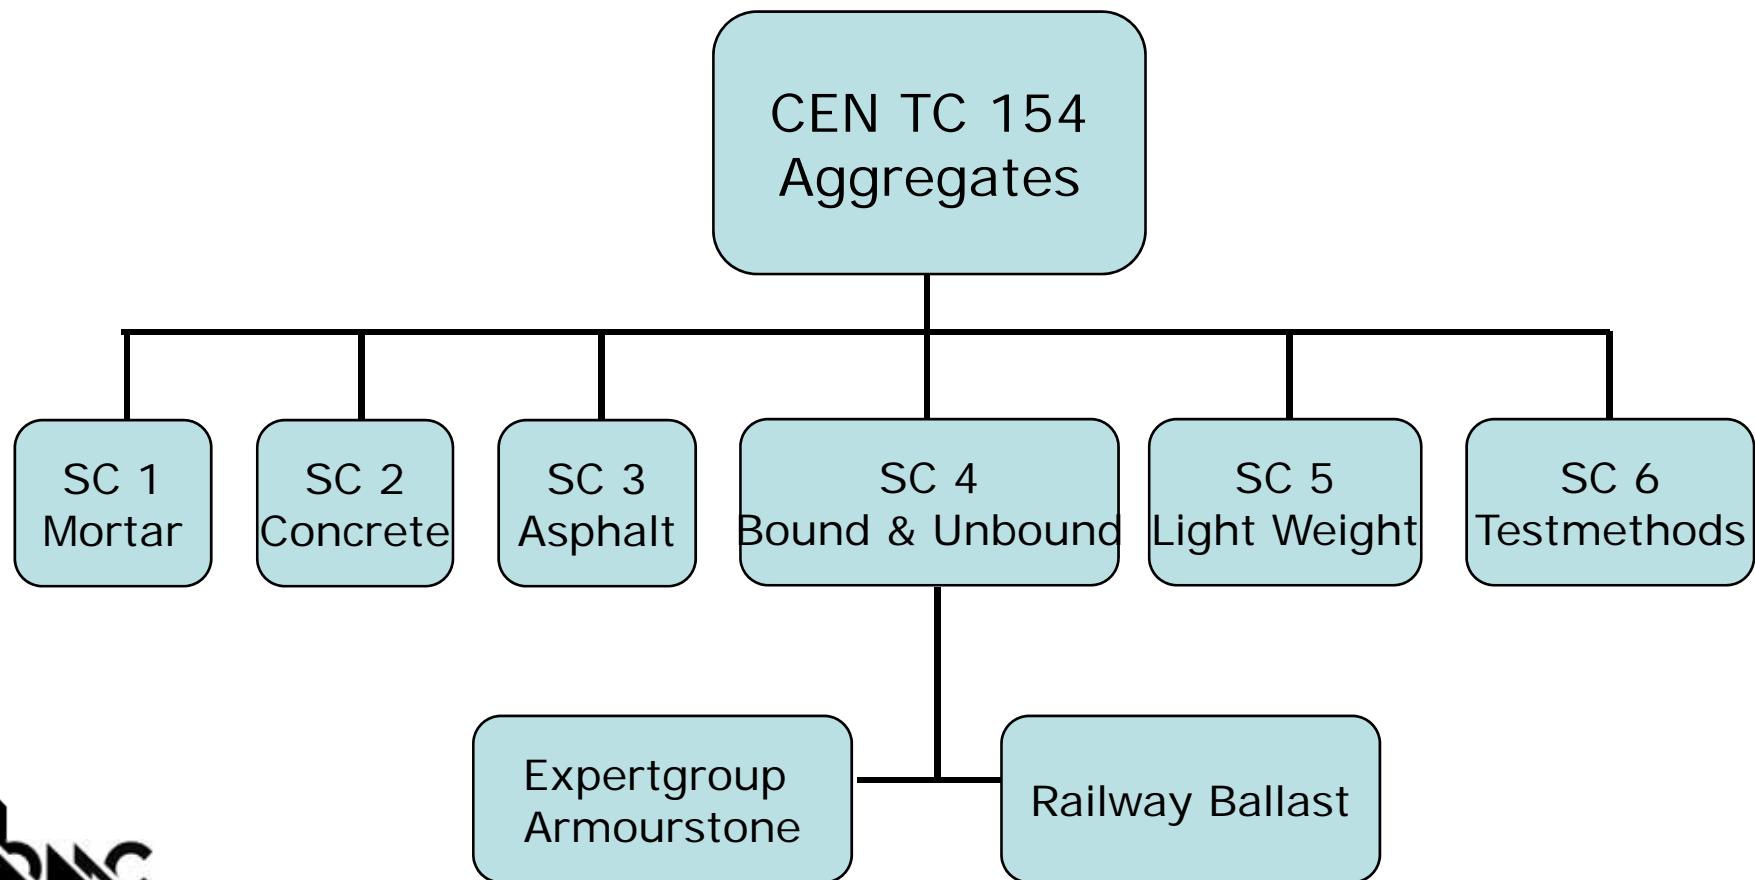 CEN TC 154
Aggregates
SC 1
Mortar
SC 2
Concrete
SC 3
Asphalt
SC 4
Bound & Unbound
SC 5
Light Weight
SC 6
Testmethods
Expertgroup
Armourstone
Railway Ballast